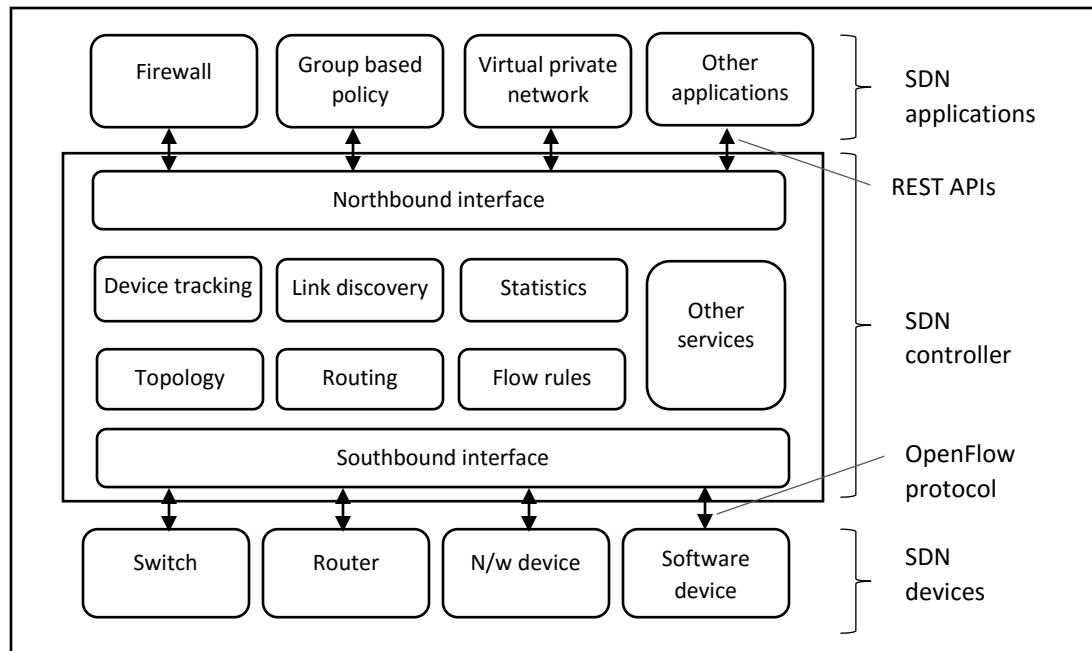 Firewall
Group based
policy
Virtual private
network
Other
applications
SDN
applications
REST APIs
Northbound interface
Device tracking
Link discovery
Statistics
Other
services
SDN
controller
Topology
Routing
Flow rules
Southbound interface
OpenFlow
protocol
Switch
Router
N/w device
Software
device
SDN
devices